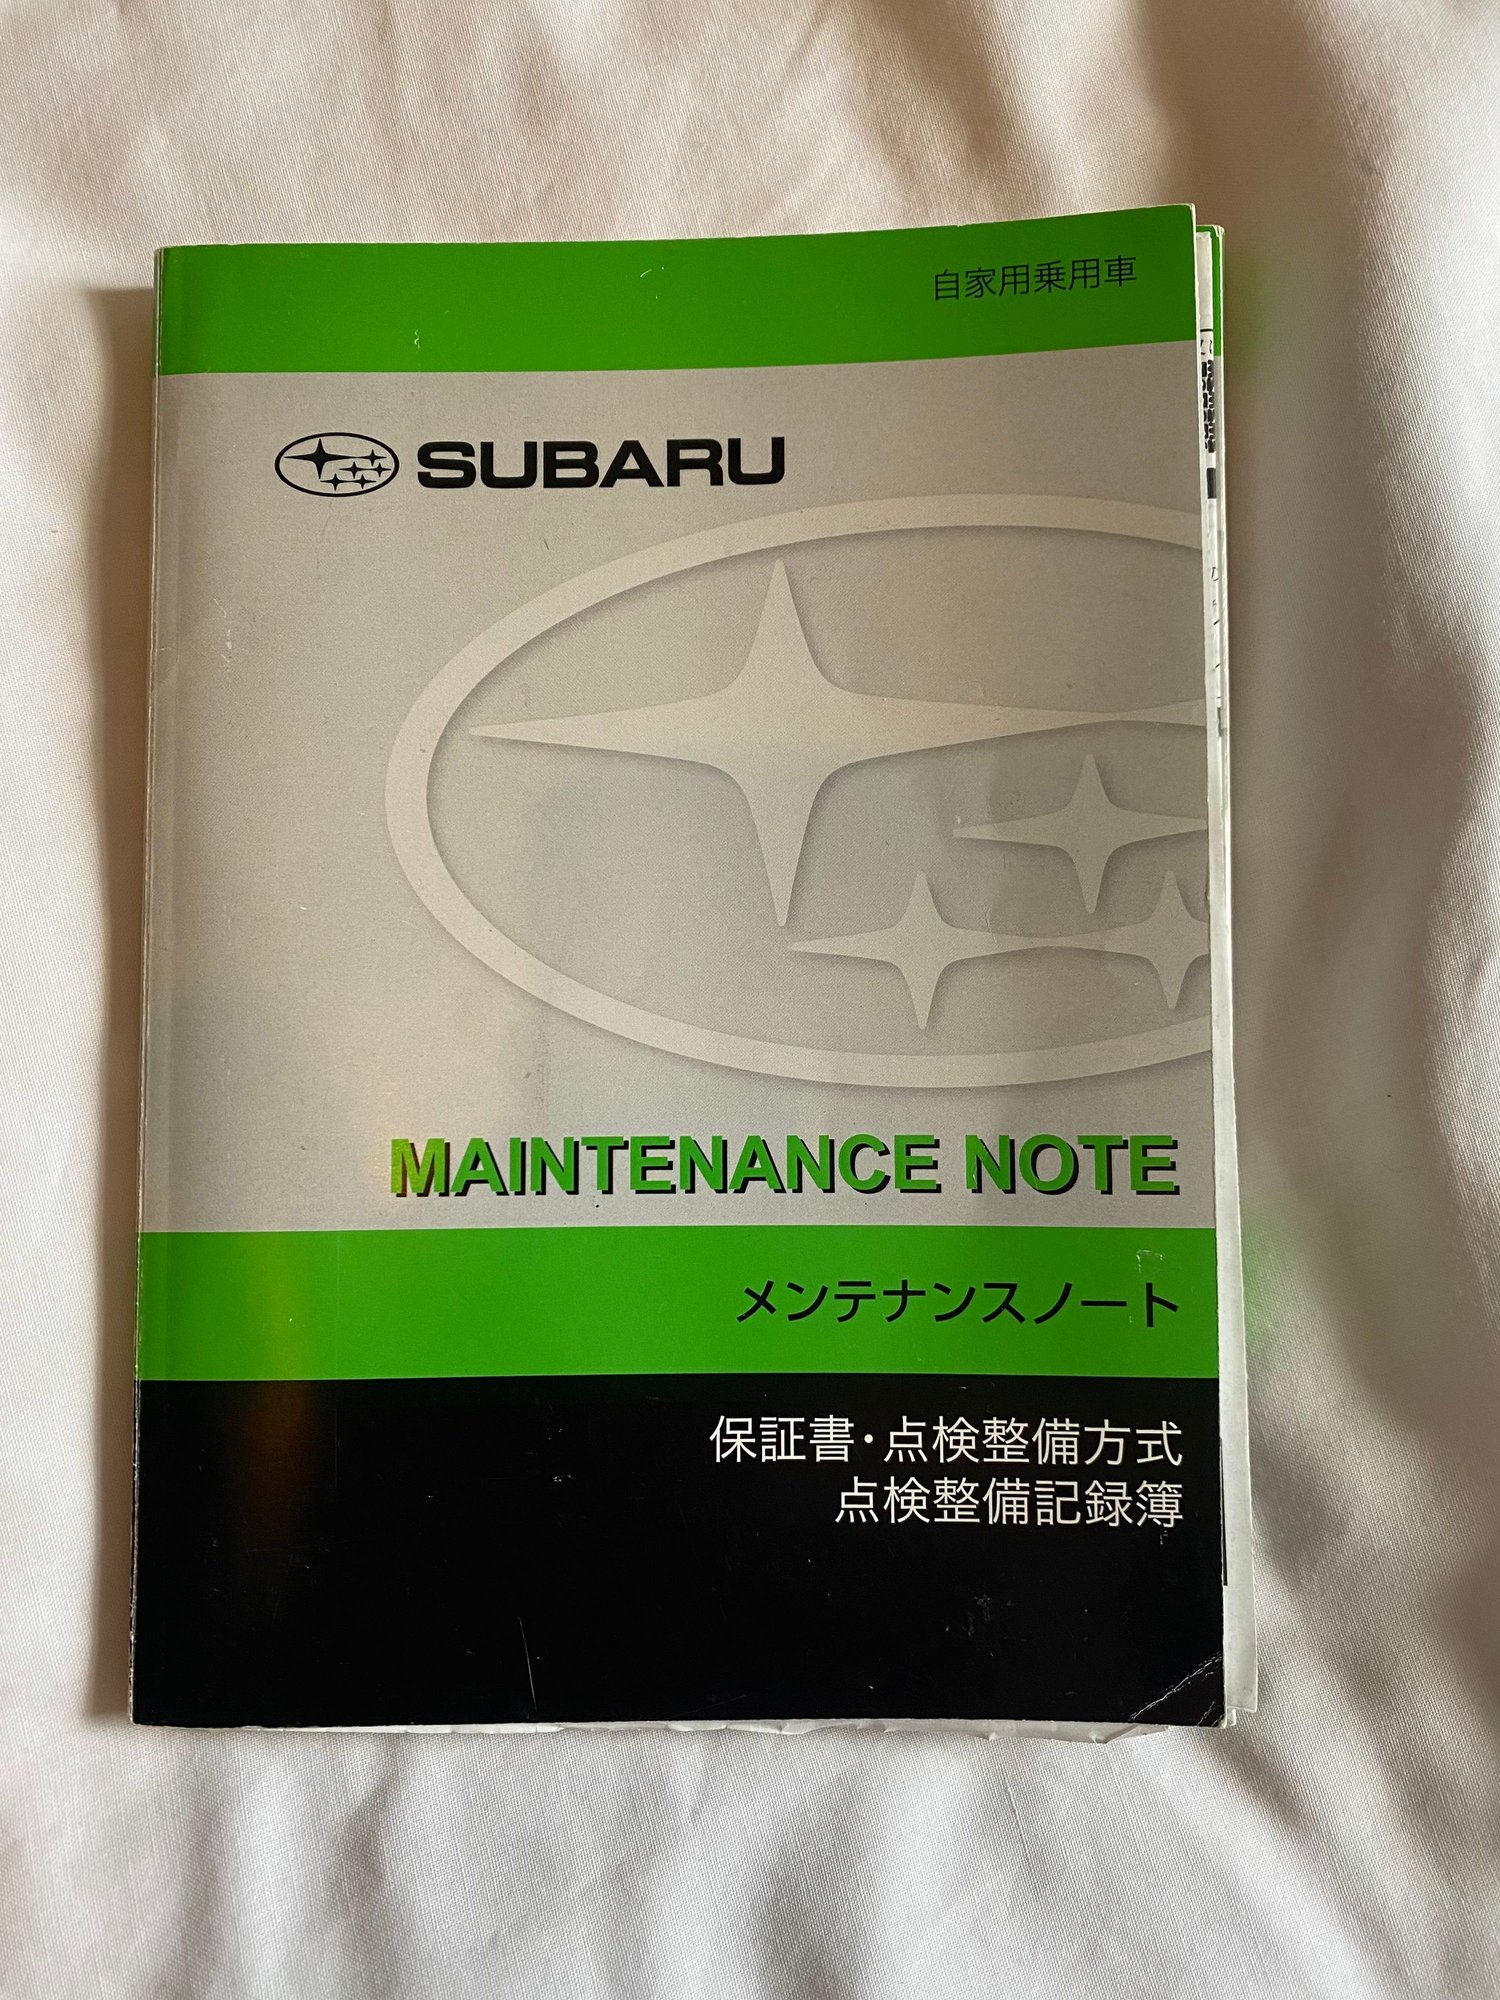 自家用乗用車
SUBARU
MAINTENANCE NOTE
メンテナンスノート
保証書・点検整備方式
点検整備記録簿